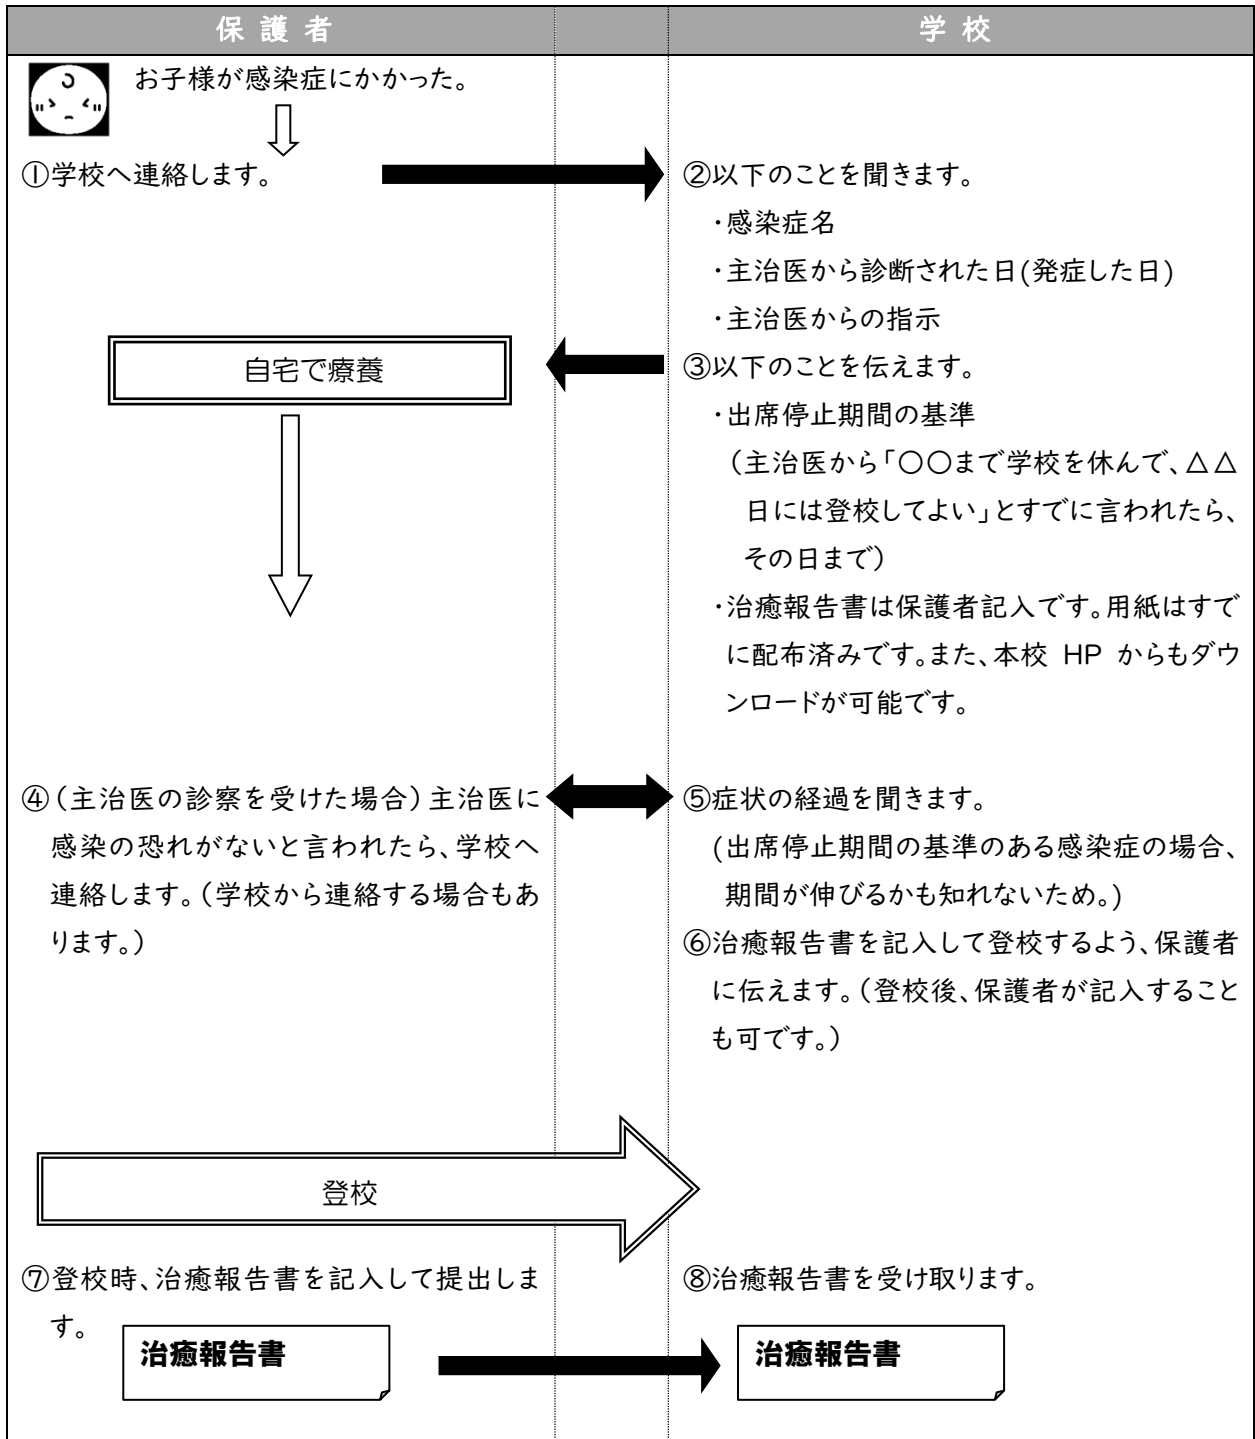 保護者
学校
お子様が感染症にかかった。
①学校へ連絡します。
②以下のことを聞きます。
・感染症名
・主治医から診断された日(発症した日)
・主治医からの指示
自宅で療養
③以下のことを伝えます。
・出席停止期間の基準
（主治医から「○○まで学校を休んで、△△
日には登校してよい」とすでに言われたら、
その日まで）
・治癒報告書は保護者記入です。用紙はすで
に配布済みです。また、本校 HP からもダウ
ンロードが可能です。
④（主治医の診察を受けた場合）主治医に
感染の恐れがないと言われたら、学校へ
連絡します。（学校から連絡する場合もあ
ります。）
⑤症状の経過を聞きます。
(出席停止期間の基準のある感染症の場合、
期間が伸びるかも知れないため。)
⑥治癒報告書を記入して登校するよう、保護者
に伝えます。（登校後、保護者が記入すること
も可です。）
登校
⑦登校時、治癒報告書を記入して提出しま
す。
治癒報告書
⑧治癒報告書を受け取ります。
治癒報告書